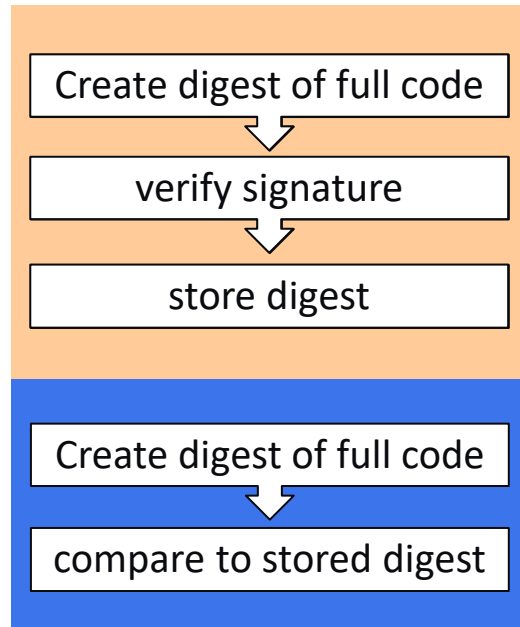 Create digest of full code
verify signature
store digest
Create digest of full code
compare to stored digest